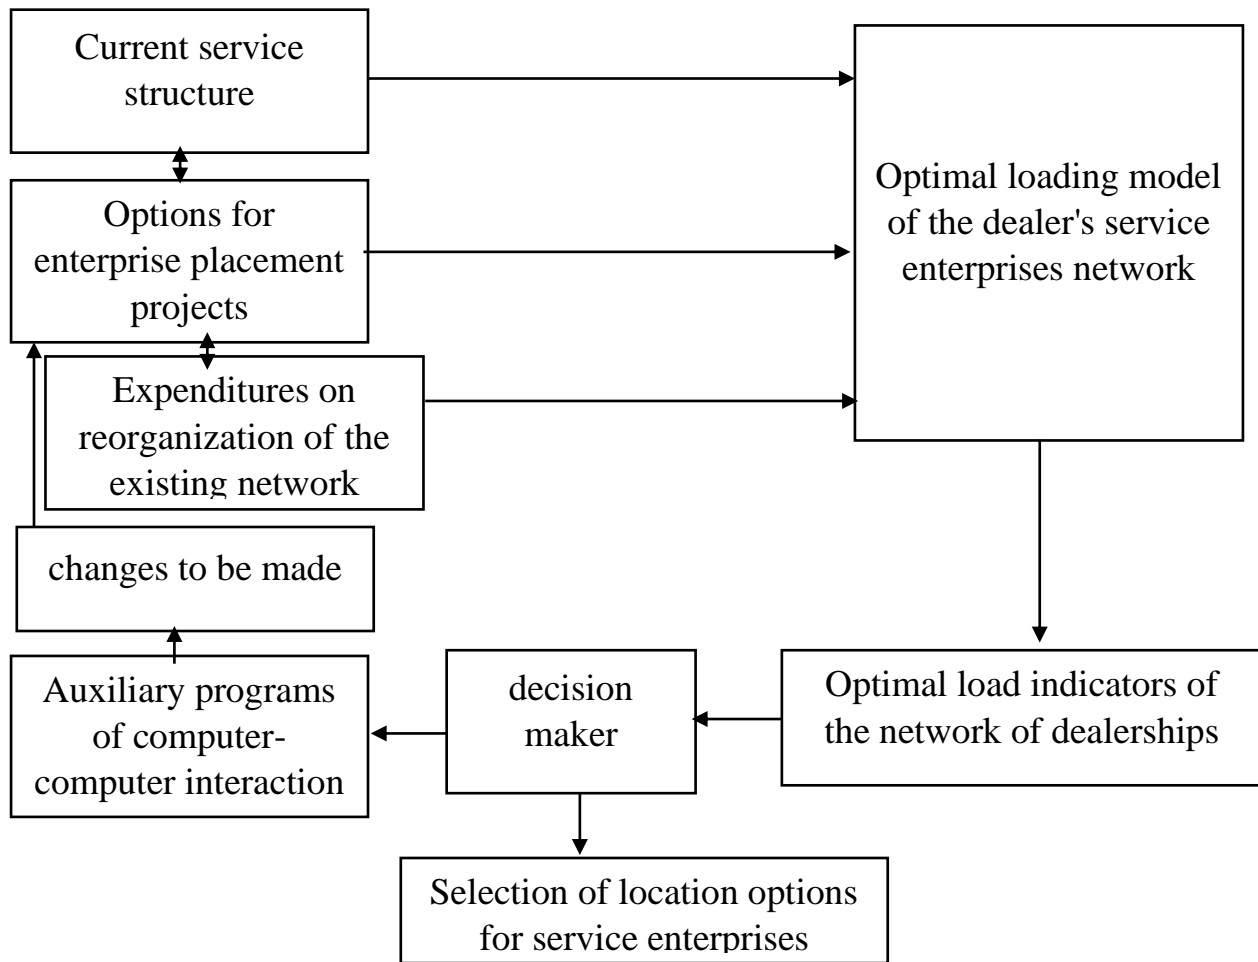 Current service
structure
Optimal loading model
of the dealer's service
enterprises network
Options for
enterprise placement
projects
Expenditures on
reorganization of the
existing network
changes to be made
Auxiliary programs
of computer-
computer interaction
decision
maker
Optimal load indicators of
the network of dealerships
Selection of location options
for service enterprises